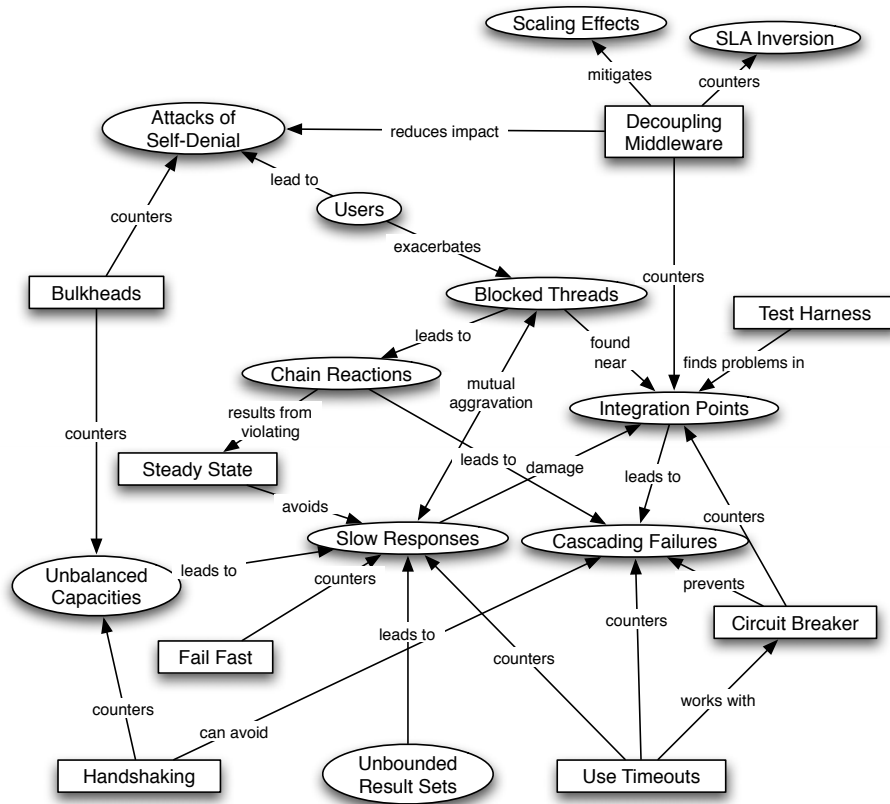 Scaling Effects
SLA Inversion
mitigates
counters
Attacks of
Self-Denial
reduces impact
Decoupling
Middleware
lead to
Users
counters
exacerbates
counters
Bulkheads
Blocked Threads
Test Harness
leads to
found
near
finds problems in
Chain Reactions
mutual
aggravation
Integration Points
results from
violating
counters
Steady State
leads to
damage
leads to
avoids
counters
Slow Responses
Cascading Failures
Unbalanced
Capacities
leads to
counters
prevents
Circuit Breaker
counters
leads to
Fail Fast
counters
counters
works with
can avoid
Handshaking
Unbounded
Result Sets
Use Timeouts